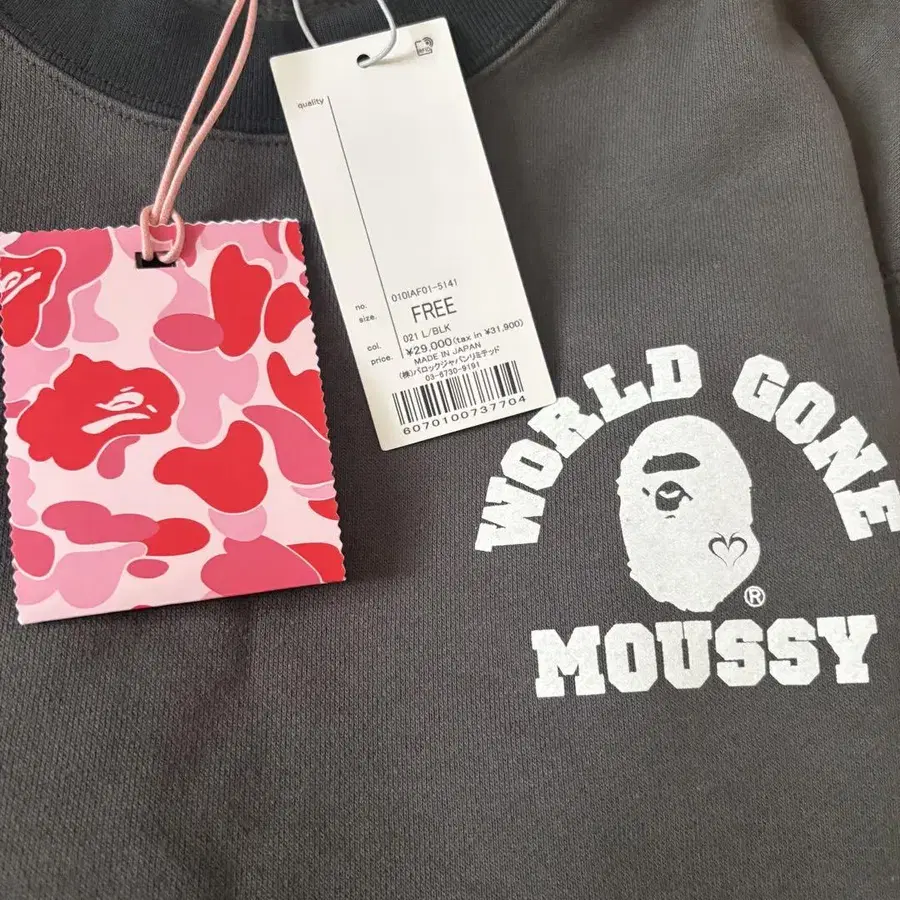 RFID
quality
no. 010IAF01-5141
size. FREE
col. 021 L/BLK
price. ¥29,000(tax in ¥31,900)
MADE IN JAPAN
(株)バロックジャパンリミテッド
03-6730-9191
6070100737704
WORLD GONE
®
MOUSSY